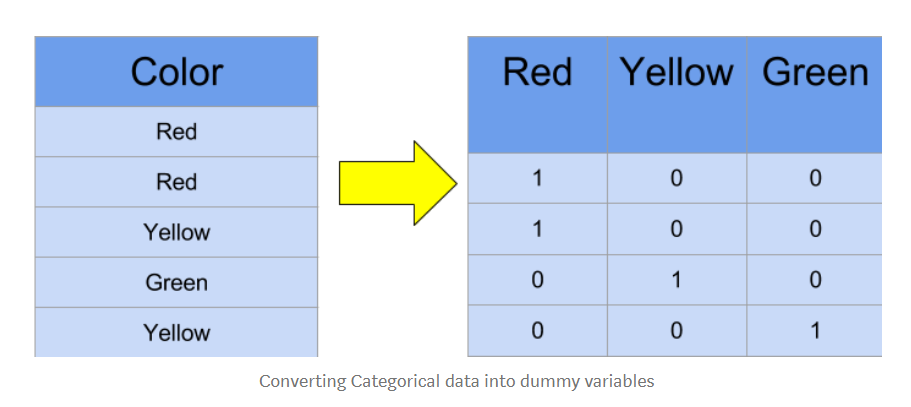 Color
Red
Red
Yellow
Green
Yellow
Red Yellow Green
1 0 0
1 0 0
0 1 0
0 0 1
Converting Categorical data into dummy variables